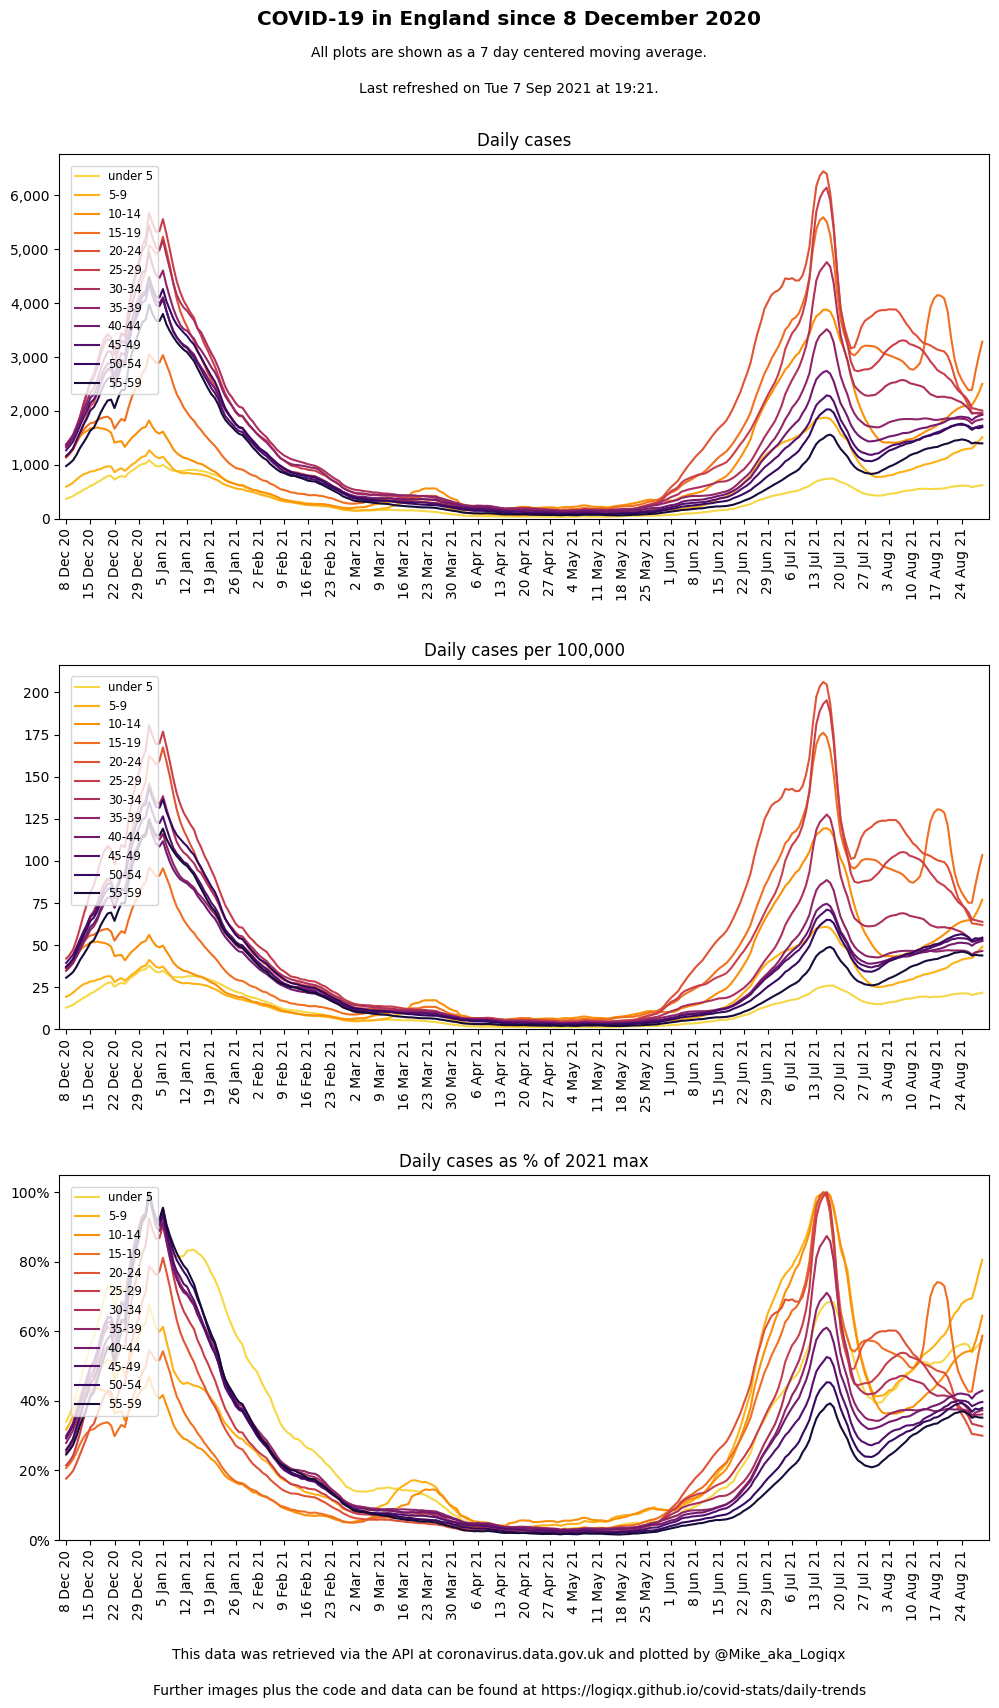 COVID-19 in England since 8 December 2020
All plots are shown as a 7 day centered moving average.
Last refreshed on Tue 7 Sep 2021 at 19:21.
Daily cases
under 5
5-9
10-14
15-19
20-24
25-29
30-34
35-39
40-44
45-49
50-54
55-59
6,000
5,000
4,000
3,000
2,000
1,000
0
8 Dec 20
15 Dec 20
22 Dec 20
29 Dec 20
5 Jan 21
12 Jan 21
19 Jan 21
26 Jan 21
2 Feb 21
9 Feb 21
16 Feb 21
23 Feb 21
2 Mar 21
9 Mar 21
16 Mar 21
23 Mar 21
30 Mar 21
6 Apr 21
13 Apr 21
20 Apr 21
27 Apr 21
4 May 21
11 May 21
18 May 21
25 May 21
1 Jun 21
8 Jun 21
15 Jun 21
22 Jun 21
29 Jun 21
6 Jul 21
13 Jul 21
20 Jul 21
27 Jul 21
3 Aug 21
10 Aug 21
17 Aug 21
24 Aug 21
Daily cases per 100,000
under 5
5-9
10-14
15-19
20-24
25-29
30-34
35-39
40-44
45-49
50-54
55-59
200
175
150
125
100
75
50
25
0
8 Dec 20
15 Dec 20
22 Dec 20
29 Dec 20
5 Jan 21
12 Jan 21
19 Jan 21
26 Jan 21
2 Feb 21
9 Feb 21
16 Feb 21
23 Feb 21
2 Mar 21
9 Mar 21
16 Mar 21
23 Mar 21
30 Mar 21
6 Apr 21
13 Apr 21
20 Apr 21
27 Apr 21
4 May 21
11 May 21
18 May 21
25 May 21
1 Jun 21
8 Jun 21
15 Jun 21
22 Jun 21
29 Jun 21
6 Jul 21
13 Jul 21
20 Jul 21
27 Jul 21
3 Aug 21
10 Aug 21
17 Aug 21
24 Aug 21
Daily cases as % of 2021 max
under 5
5-9
10-14
15-19
20-24
25-29
30-34
35-39
40-44
45-49
50-54
55-59
100%
80%
60%
40%
20%
0%
8 Dec 20
15 Dec 20
22 Dec 20
29 Dec 20
5 Jan 21
12 Jan 21
19 Jan 21
26 Jan 21
2 Feb 21
9 Feb 21
16 Feb 21
23 Feb 21
2 Mar 21
9 Mar 21
16 Mar 21
23 Mar 21
30 Mar 21
6 Apr 21
13 Apr 21
20 Apr 21
27 Apr 21
4 May 21
11 May 21
18 May 21
25 May 21
1 Jun 21
8 Jun 21
15 Jun 21
22 Jun 21
29 Jun 21
6 Jul 21
13 Jul 21
20 Jul 21
27 Jul 21
3 Aug 21
10 Aug 21
17 Aug 21
24 Aug 21
This data was retrieved via the API at coronavirus.data.gov.uk and plotted by @Mike_aka_Logiqx
Further images plus the code and data can be found at https://logiqx.github.io/covid-stats/daily-trends